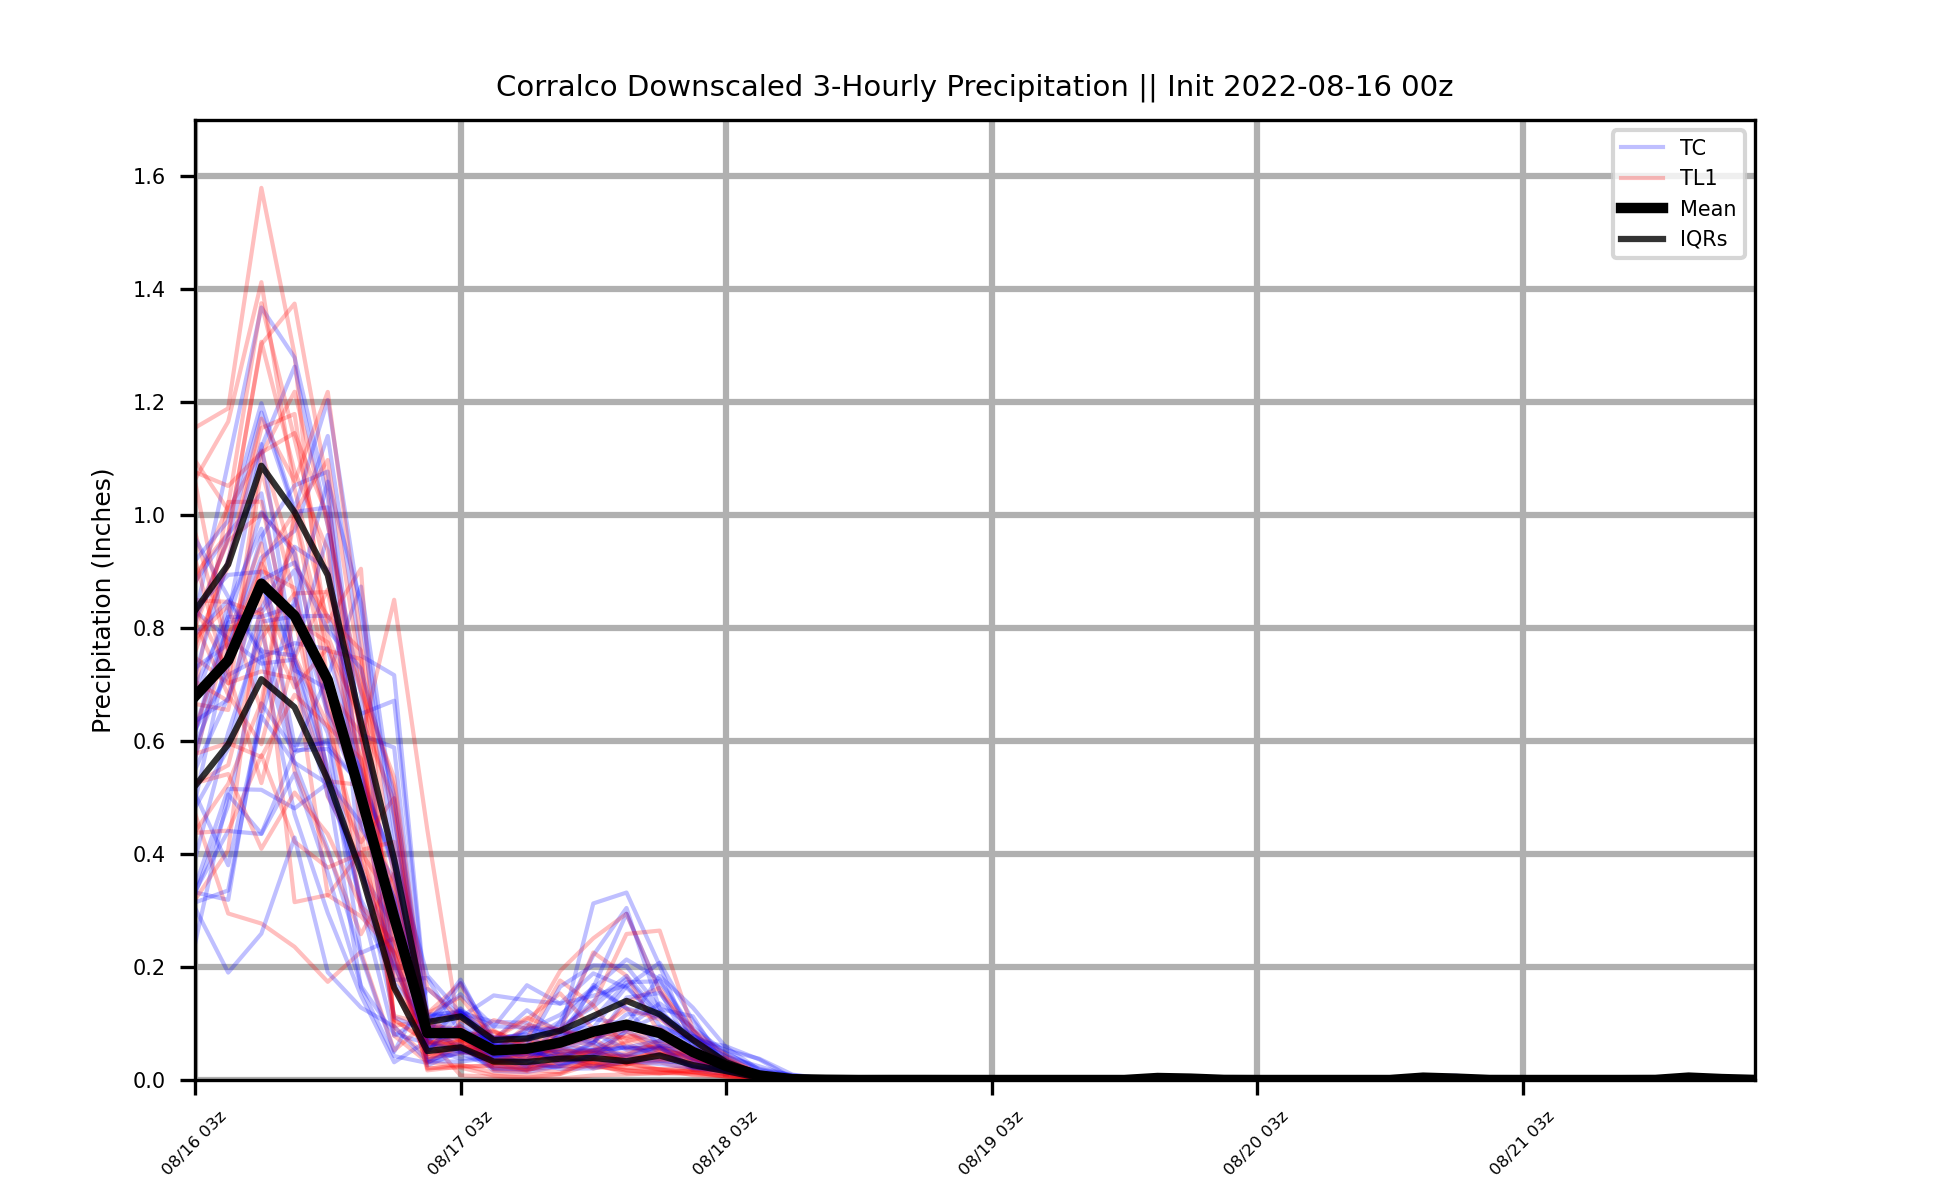 Corralco Downscaled 3-Hourly Precipitation || Init 2022-08-16 00z
TC
TL1
Mean
IQRs
Precipitation (Inches)
1.6
1.4
1.2
1.0
0.8
0.6
0.4
0.2
0.0
08/16 03z
08/17 03z
08/18 03z
08/19 03z
08/20 03z
08/21 03z